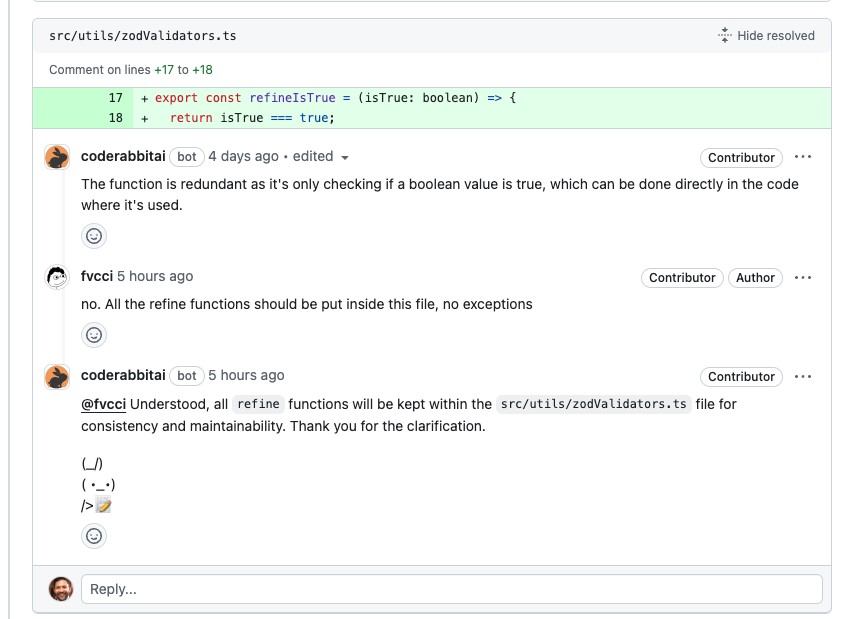 src/utils/zodValidators.ts Hide resolved
Comment on lines +17 to +18
17 + export const refineIsTrue = (isTrue: boolean) => {
18 + return isTrue === true;
coderabbitai bot 4 days ago • edited Contributor
The function is redundant as it's only checking if a boolean value is true, which can be done directly in the code
where it's used.
fvcci 5 hours ago Contributor Author
no. All the refine functions should be put inside this file, no exceptions
coderabbitai bot 5 hours ago Contributor
@fvcci Understood, all refine functions will be kept within the src/utils/zodValidators.ts file for
consistency and maintainability. Thank you for the clarification.
(_/)
( •_•)
/>📝
Reply...